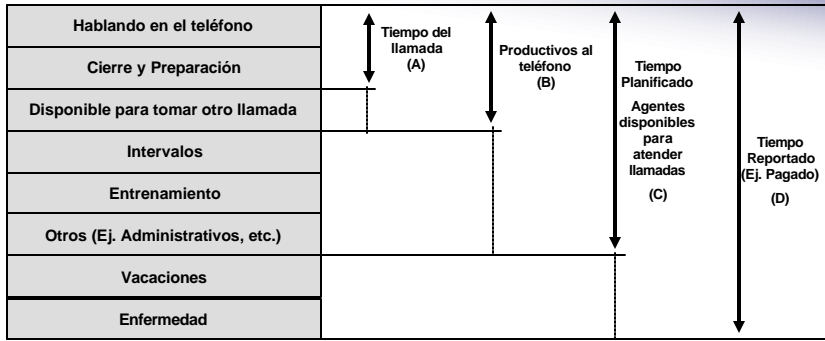 Hablando en el teléfono
Cierre y Preparación
Disponible para tomar otro llamada
Intervalos
Entrenamiento
Otros (Ej. Administrativos, etc.)
Vacaciones
Enfermedad
Tiempo del
llamada
(A)
Productivos al
teléfono
(B)
Tiempo
Planificado
Agentes
disponibles
para
atender
llamadas
(C)
Tiempo
Reportado
(Ej. Pagado)
(D)